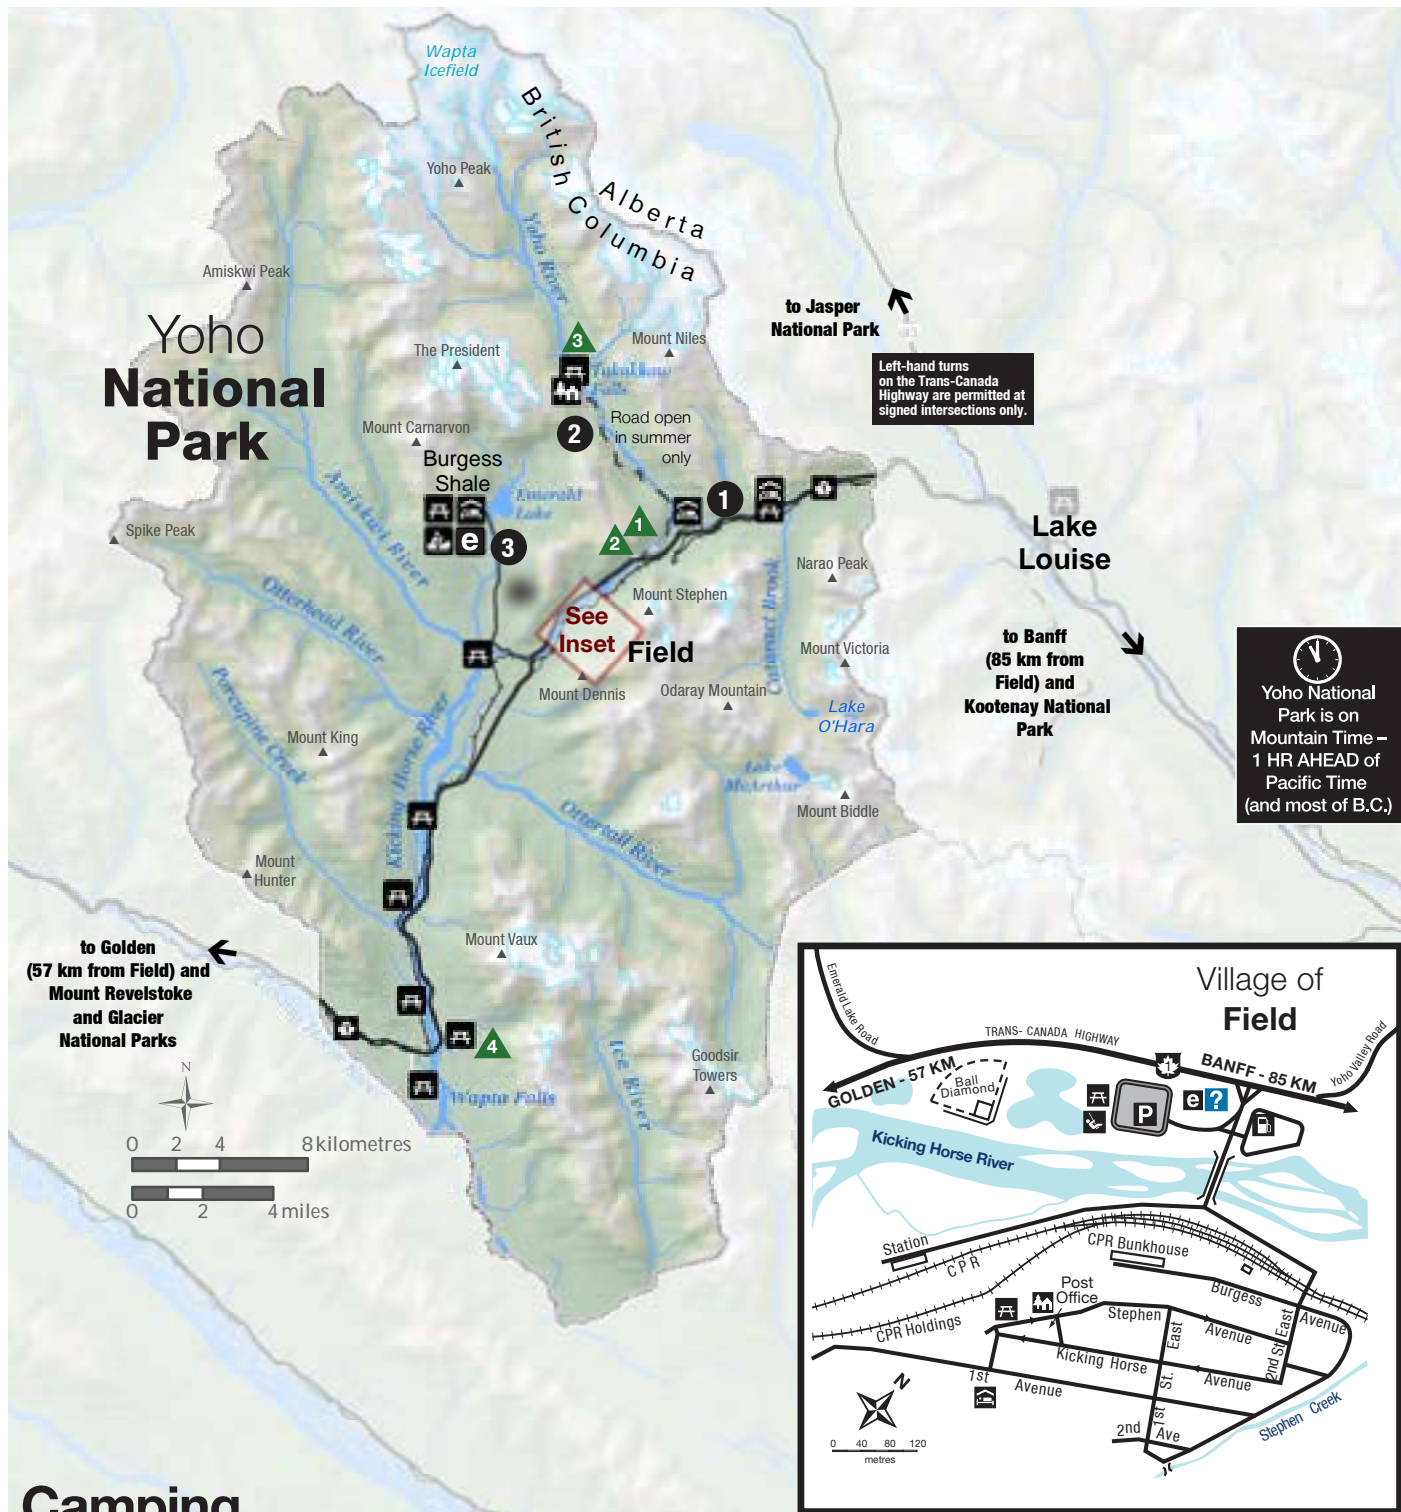 Wapta
Icefield
British Columbia
Alberta
Yoho Peak
Yoho River
Amiskwi Peak
Yoho
National
Park
to Jasper
National Park
3
Mount Niles
The President
Takakkaw
Falls
Left-hand turns
on the Trans-Canada
Highway are permitted at
signed intersections only.
2
Road open
in summer
only
Mount Carnarvon
Burgess
Shale
Emerald
Lake
1
Amiskwi River
e
3
1
2
Spike Peak
Lake
Louise
Narao Peak
Otterhead River
Cataract Brook
Mount Stephen
See
Inset
Field
Mount Victoria
to Banff
(85 km from
Field) and
Kootenay National
Park
Mount Dennis
Odaray Mountain
Lake
O'Hara
Yoho National
Park is on
Mountain Time –
1 HR AHEAD of
Pacific Time
(and most of B.C.)
Porcupine Creek
Mount King
Kicking Horse River
Lake
McArthur
Mount Biddle
Ottertail River
Mount
Hunter
to Golden
(57 km from Field) and
Mount Revelstoke
and Glacier
National Parks
Mount Vaux
4
Ice River
Goodsir
Towers
Wapta Falls
N
0 2 4 8 kilometres
0 2 4 miles
Camping
Village of
Field
Emerald Lake Road
TRANS-CANADA HIGHWAY
Yoho Valley Road
1
GOLDEN - 57 KM
BANFF - 85 KM
Ball
Diamond
P
e ?
Kicking Horse River
Station
CPR
CPR Bunkhouse
Post
Office
Burgess Avenue
CPR Holdings
Stephen Avenue
East
2nd St East
Kicking Horse Avenue
1st Avenue
1st St.
2nd Ave
Stephen Creek
N
0 40 80 120
metres